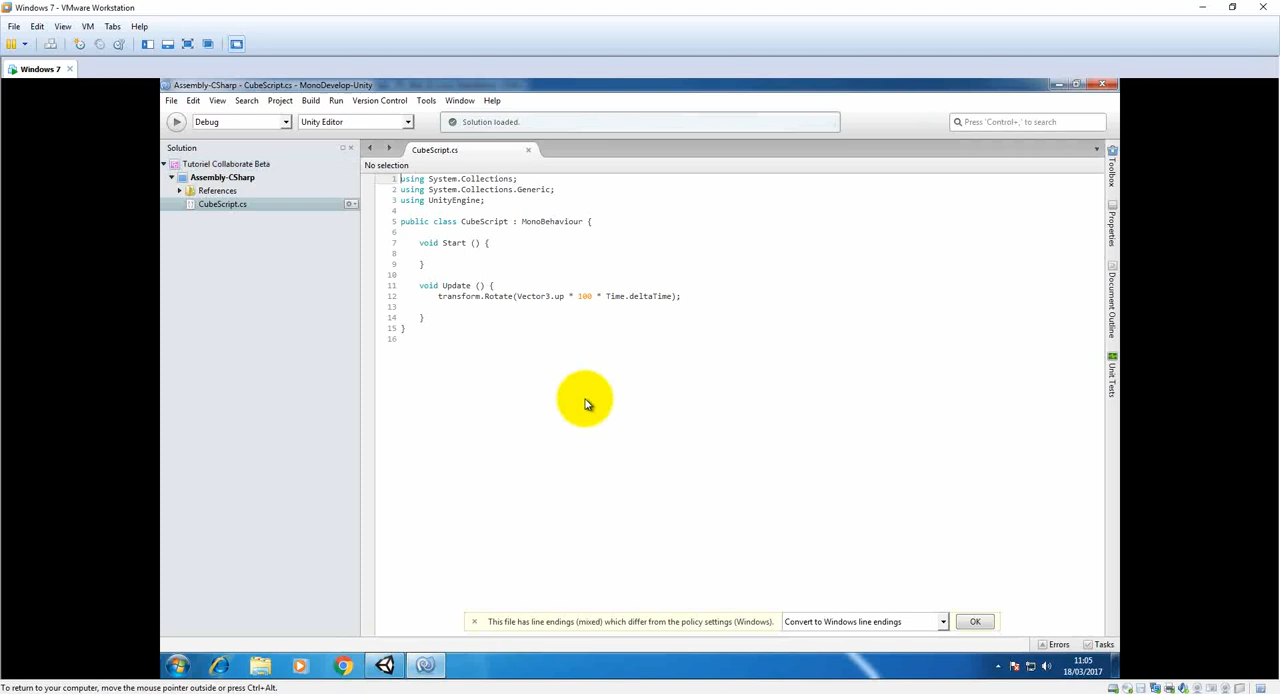 Windows 7 - VMware Workstation
File Edit View VM Tabs Help
Windows 7
Assembly-CSharp - CubeScript.cs - MonoDevelop-Unity
File Edit View Search Project Build Run Version Control Tools Window Help
Debug Unity Editor Solution loaded. Press 'Control+,' to search
Solution
CubeScript.cs
Tutoriel Collaborate Beta
Assembly-CSharp
References
CubeScript.cs
No selection
1 using System.Collections;
2 using System.Collections.Generic;
3 using UnityEngine;
4
5 public class CubeScript : MonoBehaviour {
6
7 void Start () {
8
9 }
10
11 void Update () {
12 transform.Rotate(Vector3.up * 100 * Time.deltaTime);
13
14 }
15 }
16
Toolbox
Properties
Document Outline
Unit Tests
This file has line endings (mixed) which differ from the policy settings (Windows). Convert to Windows line endings OK
Errors Tasks
11:05
18/03/2017
To return to your computer, move the mouse pointer outside or press Ctrl+Alt.